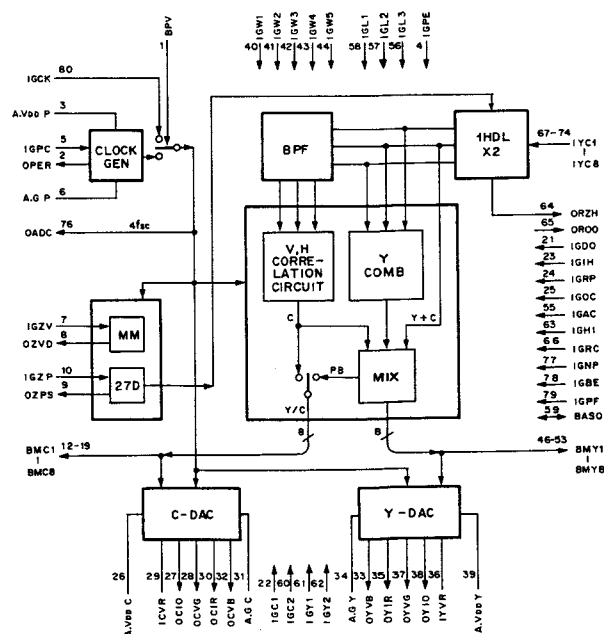 BPV
1
IGW1
IGW2
IGW3
IGW4
IGW5
40
41
42
43
44
IGL1
IGL2
IGL3
IGPE
58
57
56
4
IGCK
80
A.VDD P
3
IGPC
5
OPER
2
CLOCK
GEN
A.G P
6
BPF
1HDL
X2
67-74
IYC1
IYC8
OADC
76
4fsc
64
ORZH
65
OROO
21
IGDO
23
IGIH
24
IGRP
25
IGOC
55
IGAC
63
IGHI
66
IGRC
77
IGNP
78
IGBE
79
IGPF
59
BASO
V,H
CORRE-
LATION
CIRCUIT
Y
COMB
C
Y+C
IGZV
7
OZVD
8
MM
IGZP
10
OZPS
9
27D
PB
MIX
Y/C
8
8
BMC1
12-19
BMC8
46-53
BMY1
BMY8
C-DAC
Y-DAC
26
29
27
28
30
32
31
22
60
61
62
34
33
35
37
38
36
39
A.VDD C
ICVR
OCIO
OCVG
OCIR
OCVB
A.G C
IGC1
IGC2
IGY1
IGY2
A.G Y
OYVB
OYIR
OYVG
OYIO
IYVR
A.VDD Y